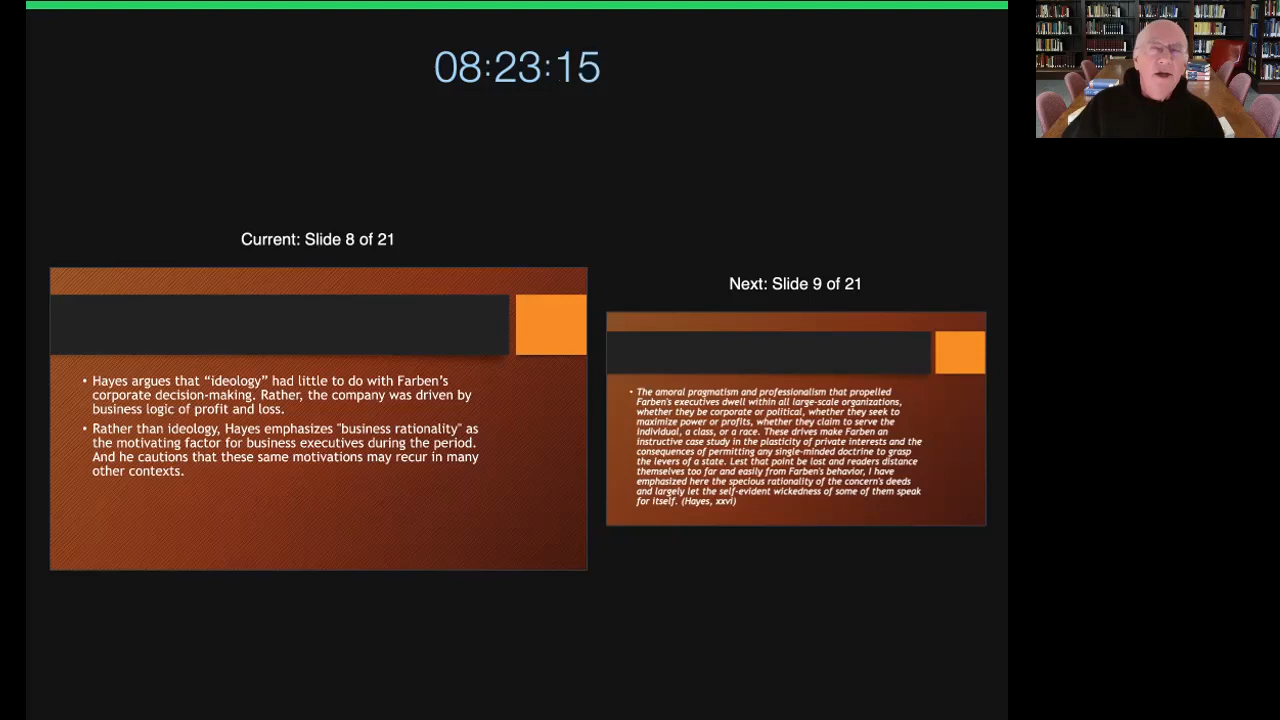 08:23:15
Current: Slide 8 of 21
• Hayes argues that “ideology” had little to do with Farben’s
corporate decision-making. Rather, the company was driven by
business logic of profit and loss.
• Rather than ideology, Hayes emphasizes "business rationality" as
the motivating factor for business executives during the period.
And he cautions that these same motivations may recur in many
other contexts.
Next: Slide 9 of 21
• The amoral pragmatism and professionalism that propelled
Farben's executives dwell within all large-scale organizations,
whether they be corporate or political, whether they seek to
maximize power or profits, whether they claim to serve the
individual, a class, or a race. These drives make Farben an
instructive case study in the plasticity of private interests and the
consequences of permitting any single-minded doctrine to grasp
the levers of a state. Lest that point be lost and readers distance
themselves too far and easily from Farben's behavior, I have
emphasized here the specious rationality of the concern's deeds
and largely let the self-evident wickedness of some of them speak
for itself. (Hayes, xxvi)